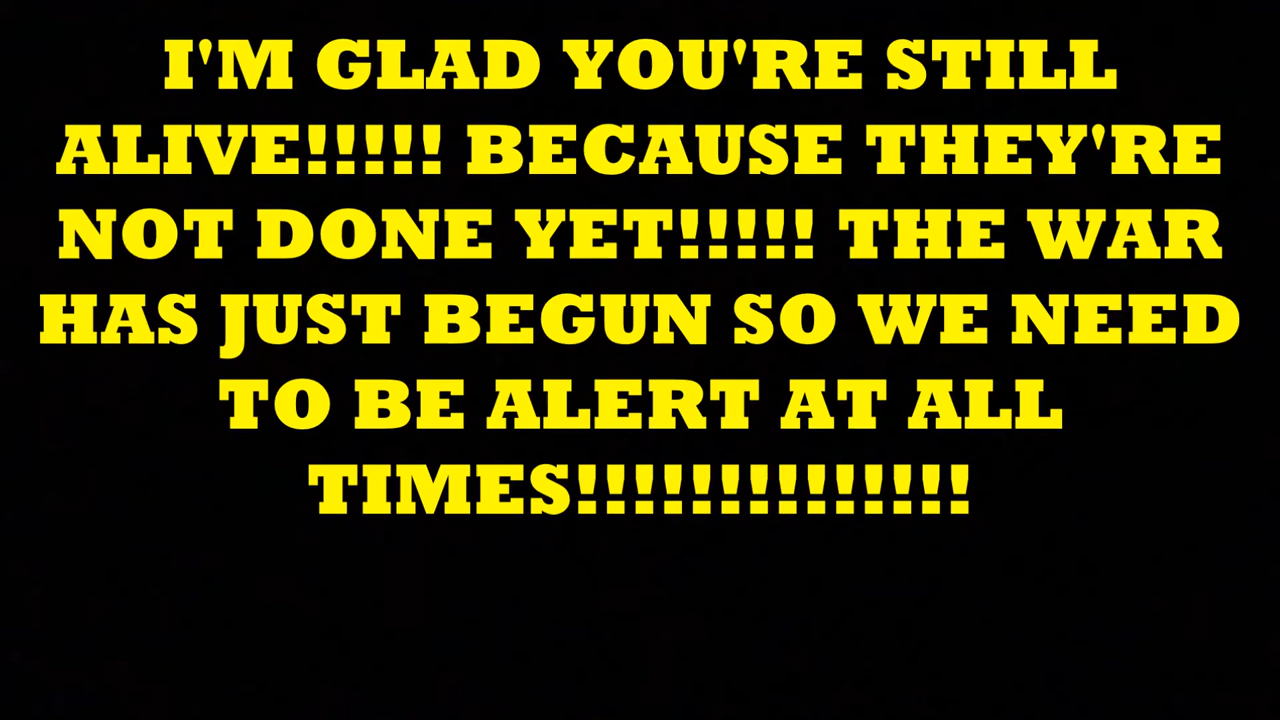 I'M GLAD YOU'RE STILL
ALIVE!!!!! BECAUSE THEY'RE
NOT DONE YET!!!!! THE WAR
HAS JUST BEGUN SO WE NEED
TO BE ALERT AT ALL
TIMES!!!!!!!!!!!!!!